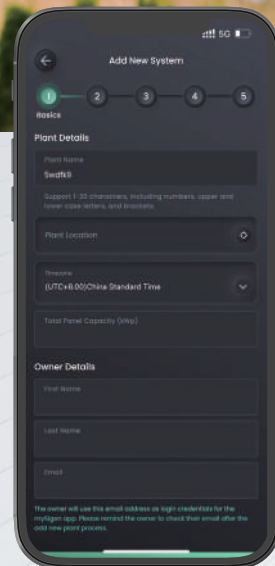 5G
Add New System
1 2 3 4 5
Basics
Plant Details
Plant Name
Swafk9
Support 1-30 characters, including numbers, upper and
lower case letters, and brackets.
Plant Location
Timezone
(UTC+8.00)China Standard Time
Total Panel Capacity (kWp)
Owner Details
First Name
Last Name
Email
The owner will use this email address as login credentials for the
app. Please remind the owner to check their email after the
add new plant process.